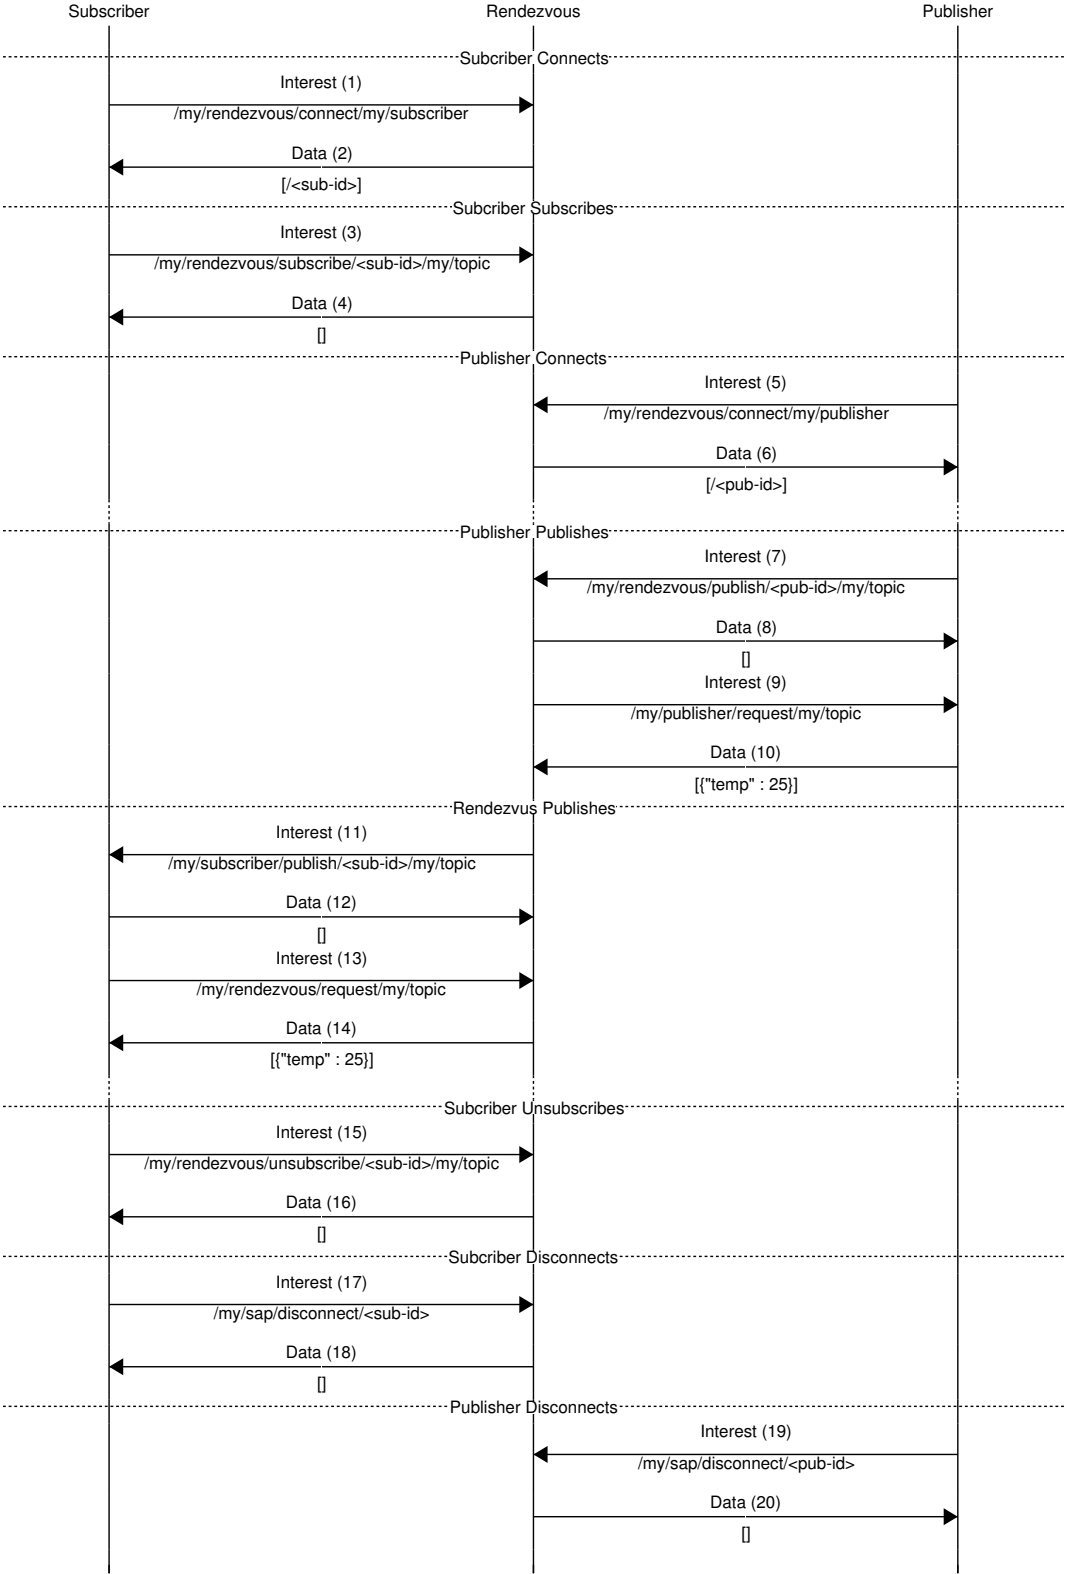 Subscriber Rendezvous Publisher
Subcriber Connects
Interest (1)
/my/rendezvous/connect/my/subscriber
Data (2)
[/<sub-id>]
Subcriber Subscribes
Interest (3)
/my/rendezvous/subscribe/<sub-id>/my/topic
Data (4)
[]
Publisher Connects
Interest (5)
/my/rendezvous/connect/my/publisher
Data (6)
[/<pub-id>]
Publisher Publishes
Interest (7)
/my/rendezvous/publish/<pub-id>/my/topic
Data (8)
[]
Interest (9)
/my/publisher/request/my/topic
Data (10)
[{"temp" : 25}]
Rendezvus Publishes
Interest (11)
/my/subscriber/publish/<sub-id>/my/topic
Data (12)
[]
Interest (13)
/my/rendezvous/request/my/topic
Data (14)
[{"temp" : 25}]
Subcriber Unsubscribes
Interest (15)
/my/rendezvous/unsubscribe/<sub-id>/my/topic
Data (16)
[]
Subcriber Disconnects
Interest (17)
/my/sap/disconnect/<sub-id>
Data (18)
[]
Publisher Disconnects
Interest (19)
/my/sap/disconnect/<pub-id>
Data (20)
[]